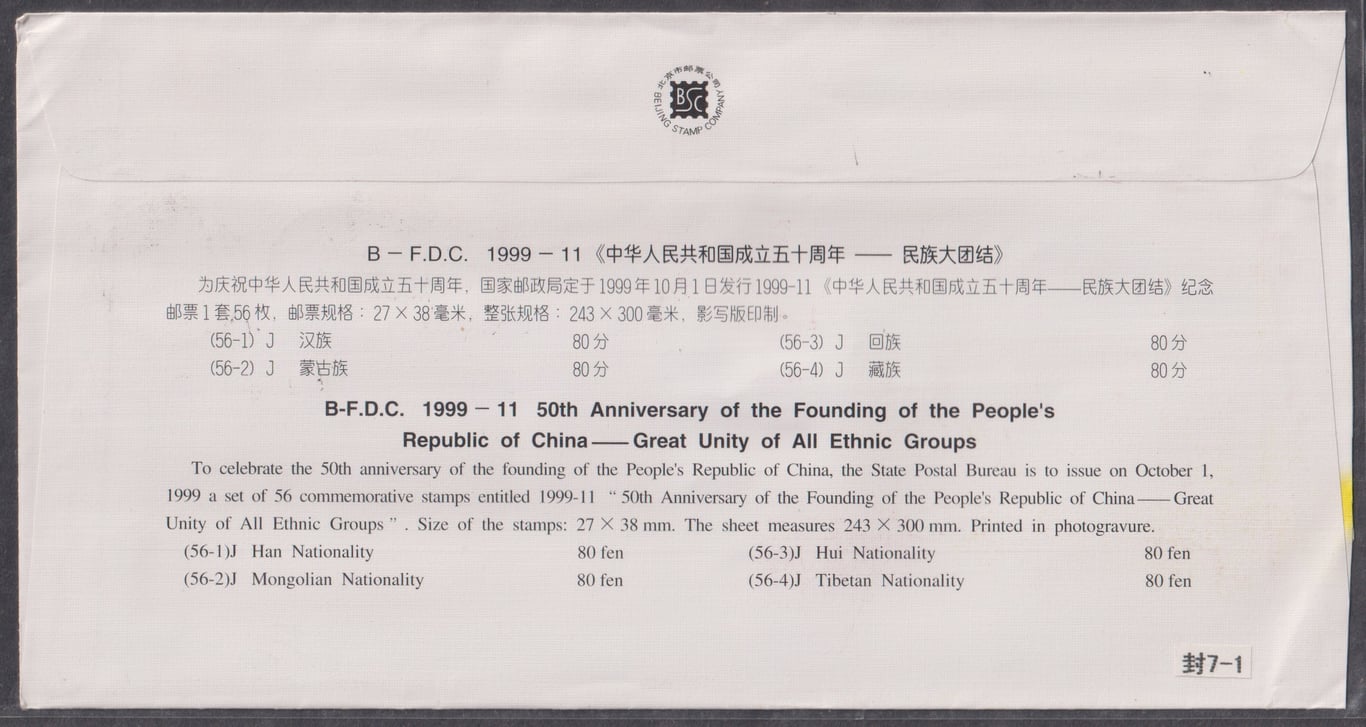 北京市邮票公司
BSC
BEIJING STAMP COMPANY
B – F.D.C. 1999 – 11《中华人民共和国成立五十周年 —— 民族大团结》
为庆祝中华人民共和国成立五十周年，国家邮政局定于1999年10月1日发行1999-11《中华人民共和国成立五十周年——民族大团结》纪念
邮票1套56枚，邮票规格：27×38毫米，整张规格：243×300毫米，影写版印制。
(56-1) J 汉族 80分 (56-3) J 回族 80分
(56-2) J 蒙古族 80分 (56-4) J 藏族 80分
B-F.D.C. 1999 – 11 50th Anniversary of the Founding of the People's
Republic of China —— Great Unity of All Ethnic Groups
To celebrate the 50th anniversary of the founding of the People's Republic of China, the State Postal Bureau is to issue on October 1,
1999 a set of 56 commemorative stamps entitled 1999-11 “ 50th Anniversary of the Founding of the People's Republic of China —— Great
Unity of All Ethnic Groups ” . Size of the stamps: 27 × 38 mm. The sheet measures 243 × 300 mm. Printed in photogravure.
(56-1)J Han Nationality 80 fen (56-3)J Hui Nationality 80 fen
(56-2)J Mongolian Nationality 80 fen (56-4)J Tibetan Nationality 80 fen
封7-1